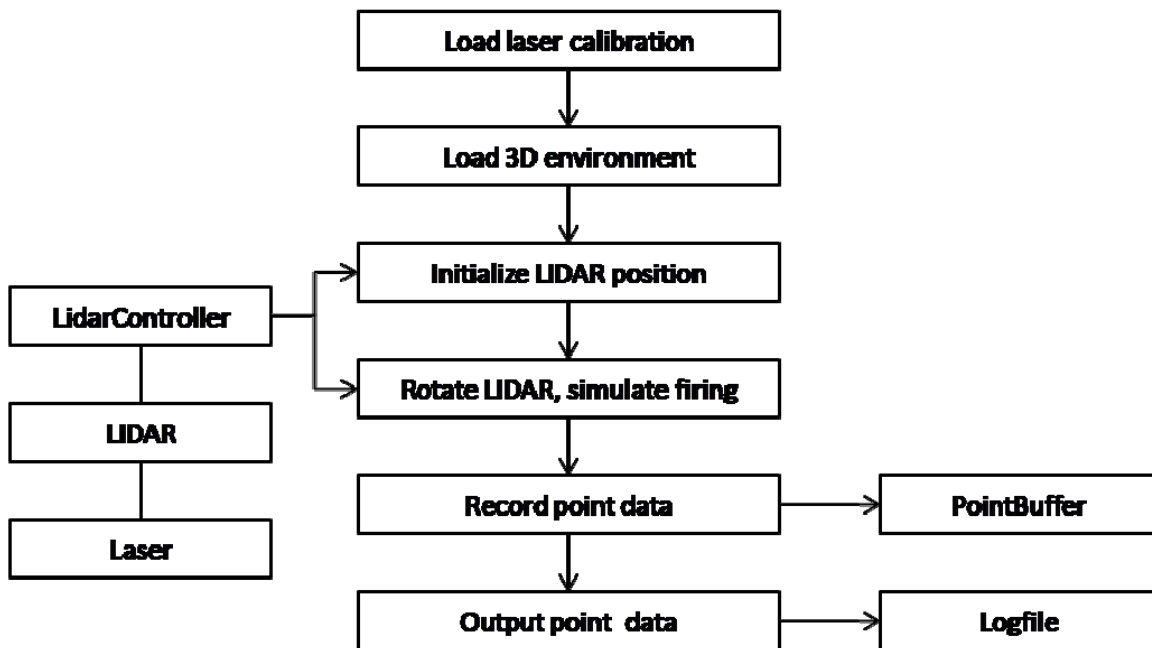 Load laser calibration
Load 3D environment
Initialize LIDAR position
LidarController
Rotate LIDAR, simulate firing
LIDAR
Record point data
PointBuffer
Laser
Output point data
Logfile